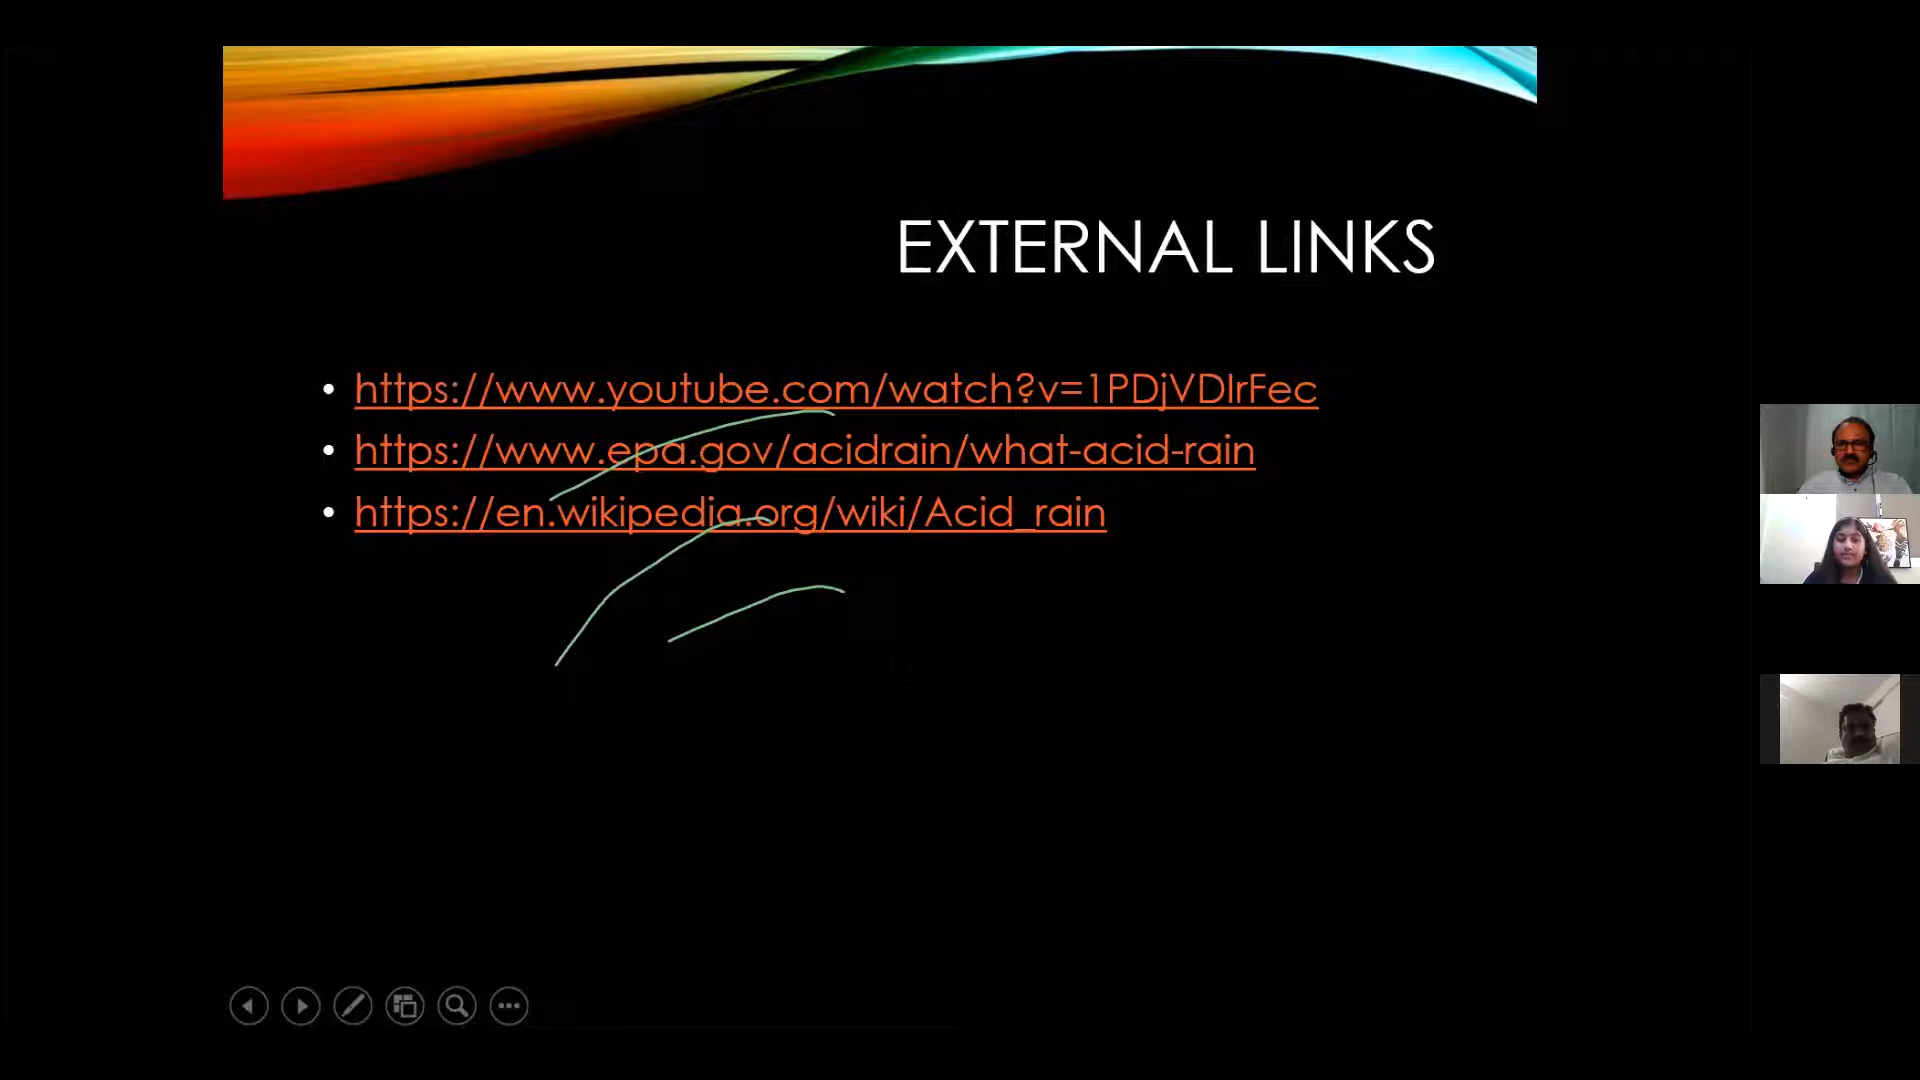 EXTERNAL LINKS
• https://www.youtube.com/watch?v=1PDjVDIrFec
• https://www.epa.gov/acidrain/what-acid-rain
• https://en.wikipedia.org/wiki/Acid_rain